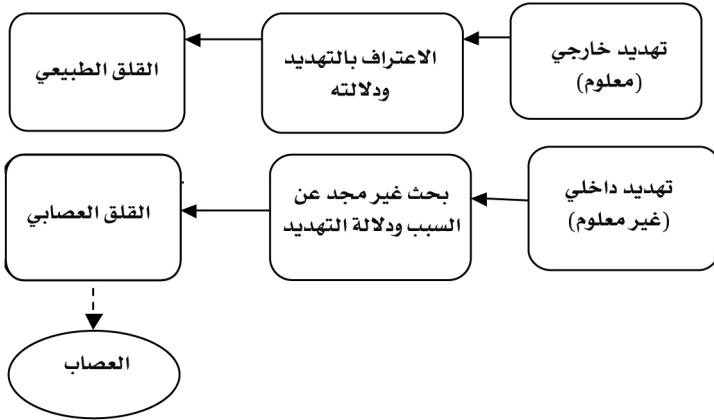 تهديد خارجي
(معلوم)
الاعتراف بالتهديد
ودلالته
القلق الطبيعي
تهديد داخلي
(غير معلوم)
بحث غير مجد عن
السبب ودلالة التهديد
القلق العصابي
العصاب